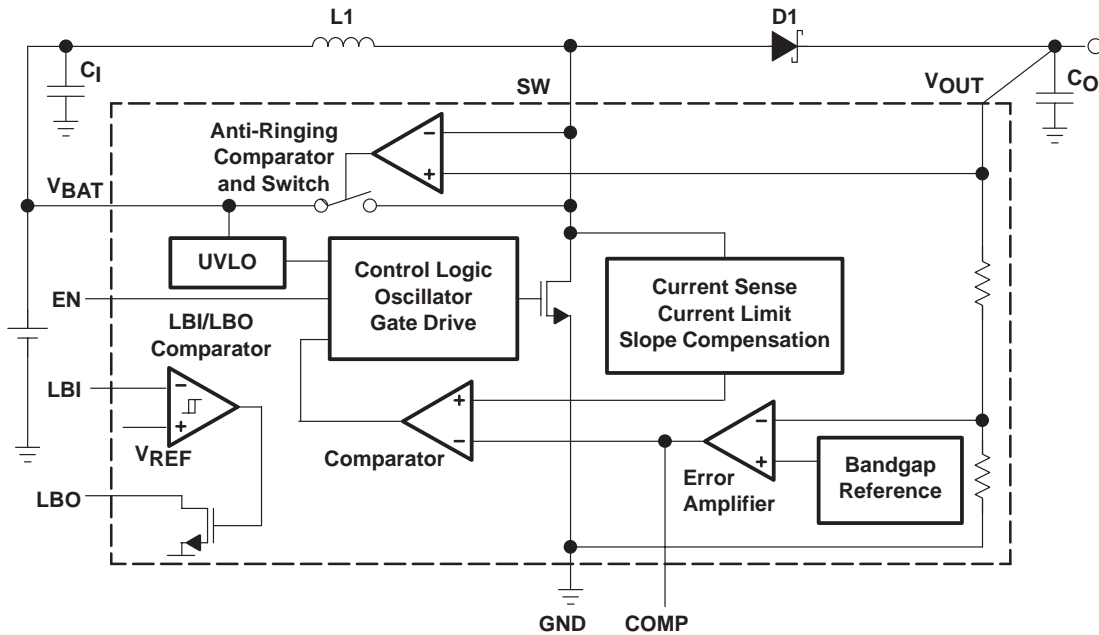 L1
D1
CI
SW
VOUT
CO
Anti-Ringing
Comparator
and Switch
−
+
VBAT
UVLO
Control Logic
Oscillator
Gate Drive
Current Sense
Current Limit
Slope Compensation
EN
LBI/LBO
Comparator
LBI
−
+
VREF
+
−
Comparator
−
+
Error
Amplifier
Bandgap
Reference
LBO
GND
COMP